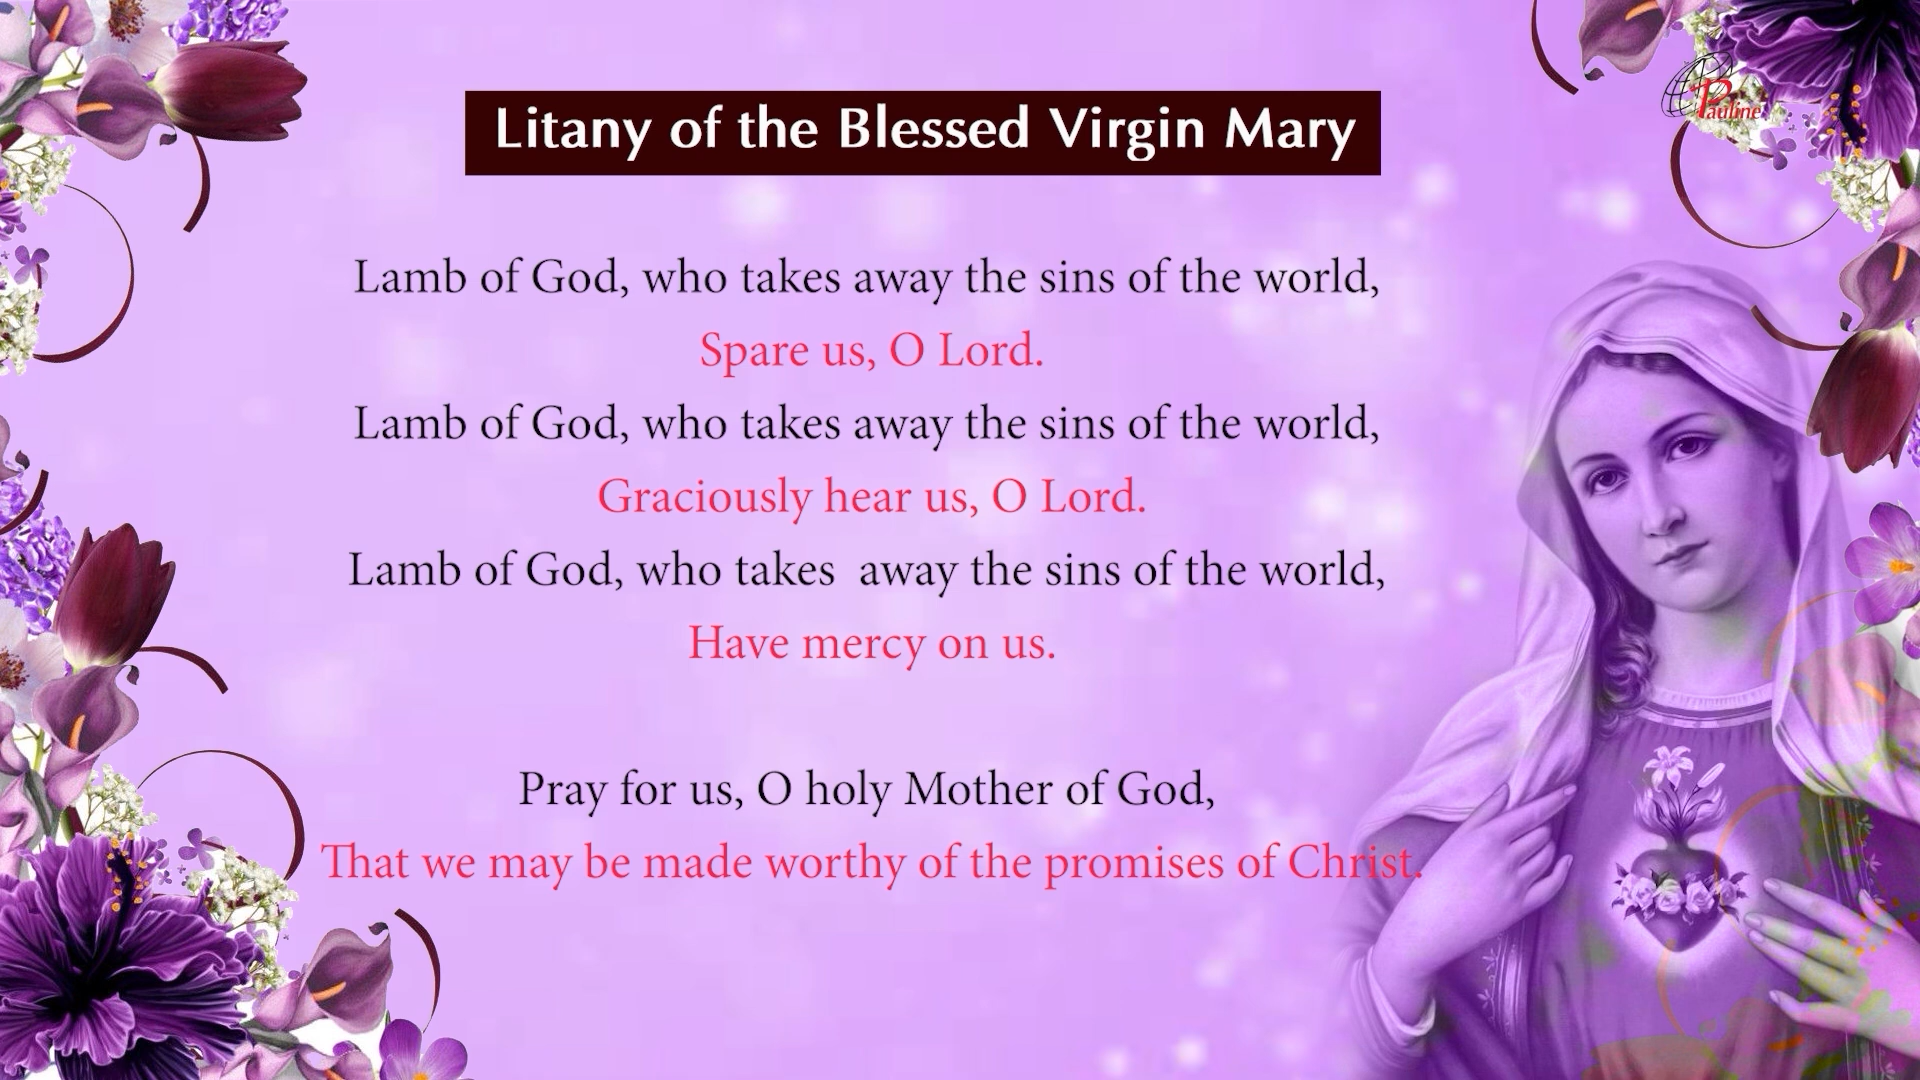 Litany of the Blessed Virgin Mary
Pauline
Lamb of God, who takes away the sins of the world,
Spare us, O Lord.
Lamb of God, who takes away the sins of the world,
Graciously hear us, O Lord.
Lamb of God, who takes  away the sins of the world,
Have mercy on us.
Pray for us, O holy Mother of God,
That we may be made worthy of the promises of Christ.